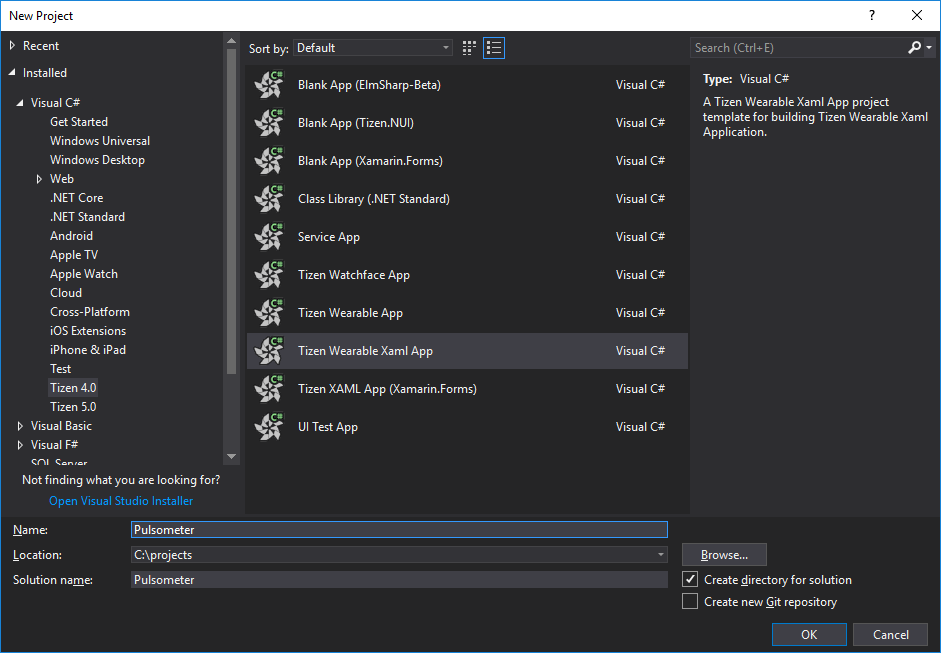 New Project
?
Recent
Installed
Visual C#
Get Started
Windows Universal
Windows Desktop
Web
.NET Core
.NET Standard
Android
Apple TV
Apple Watch
Cloud
Cross-Platform
iOS Extensions
iPhone & iPad
Test
Tizen 4.0
Tizen 5.0
Visual Basic
Visual F#
SQL Server
Not finding what you are looking for?
Open Visual Studio Installer
Sort by: Default
C# Blank App (ElmSharp-Beta) Visual C#
C# Blank App (Tizen.NUI) Visual C#
C# Blank App (Xamarin.Forms) Visual C#
C# Class Library (.NET Standard) Visual C#
C# Service App Visual C#
C# Tizen Watchface App Visual C#
C# Tizen Wearable App Visual C#
C# Tizen Wearable Xaml App Visual C#
C# Tizen XAML App (Xamarin.Forms) Visual C#
C# UI Test App Visual C#
Search (Ctrl+E)
Type: Visual C#
A Tizen Wearable Xaml App project
template for building Tizen Wearable Xaml
Application.
Name: Pulsometer
Location: C:\projects Browse...
Solution name: Pulsometer
Create directory for solution
Create new Git repository
OK Cancel